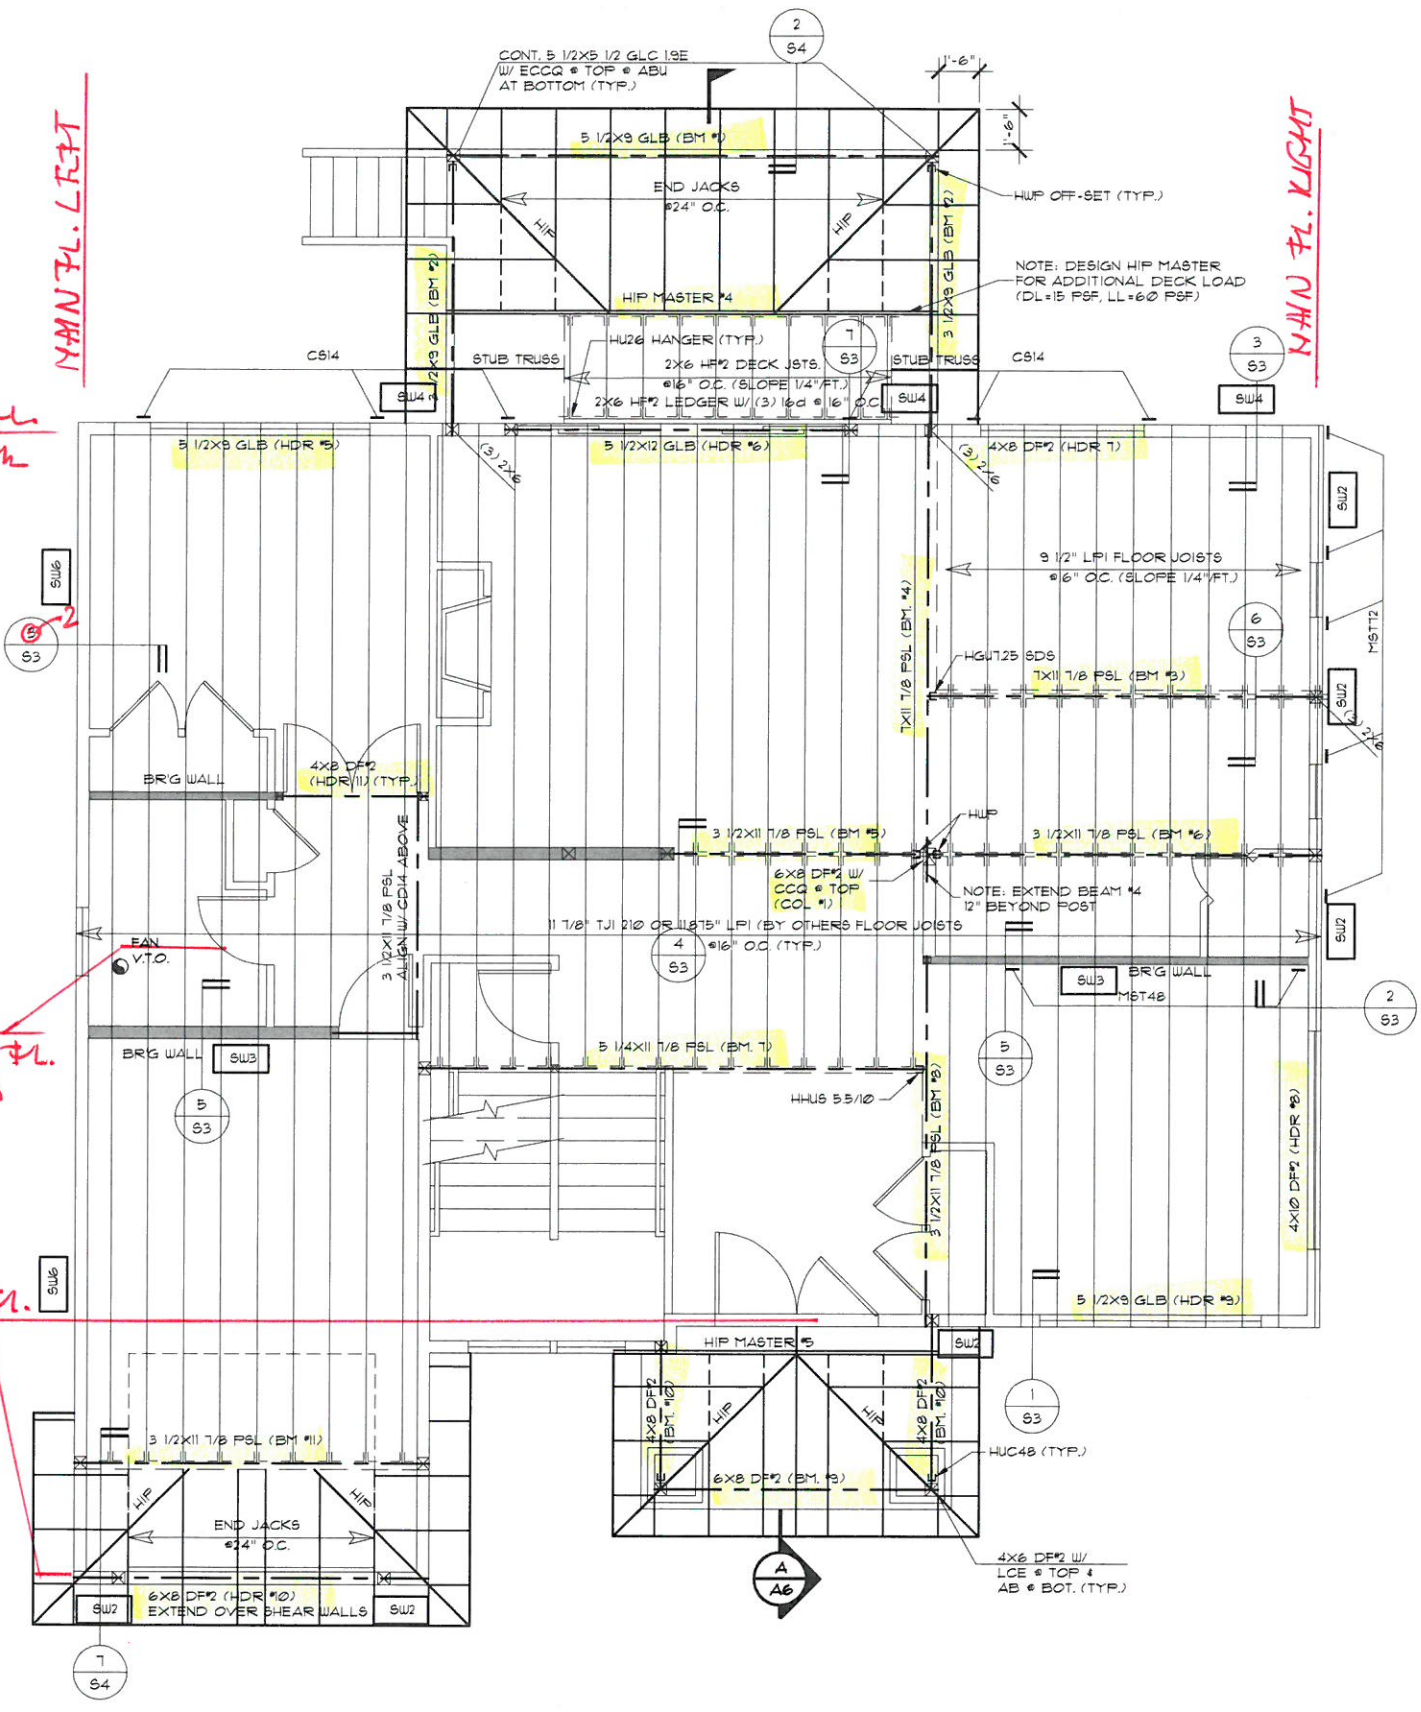 2
S4
CONT. 5 1/2X5 1/2 GLC 1.9E
W/ ECCQ @ TOP @ ABU
AT BOTTOM (TYP.)
1'-6"
1'-6"
5 1/2X9 GLB (BM #1)
MAIN FL. LEFT
MAIN FL. RIGHT
END JACKS
@24" O.C.
HIP
HIP
HWP OFF-SET (TYP.)
3 1/2X9 GLB (BM #2)
3 1/2X9 GLB (BM #2)
NOTE: DESIGN HIP MASTER
FOR ADDITIONAL DECK LOAD
(DL=15 PSF, LL=60 PSF)
HIP MASTER #4
HU26 HANGER (TYP.)
7
S3
3
S3
CS14
STUB TRUSS
2X6 HF#2 DECK JSTS.
@16" O.C. (SLOPE 1/4"/FT.)
2X6 HF#2 LEDGER W/ (3) 16d @ 16" O.C.
STUB TRUSS
CS14
SW4
SW4
SW4
5 1/2X9 GLB (HDR #5)
(3) 2X6
5 1/2X12 GLB (HDR #6)
(3) 2X6
4X8 DF#2 (HDR 7)
SW2
SW6
9 1/2" LPI FLOOR JOISTS
@16" O.C. (SLOPE 1/4"/FT.)
7X11 7/8 PSL (BM. #4)
2
S3
6
S3
MST72
HGU7.25 SDS
7X11 7/8 PSL (BM #3)
SW2
2X6
BR'G WALL
4X8 DF#2
(HDR 11) (TYP.)
3 1/2X11 7/8 PSL
ALIGN W/ CD14 ABOVE
3 1/2X11 7/8 PSL (BM #5)
HWP
3 1/2X11 7/8 PSL (BM #6)
6X8 DF#2 W/
CCQ @ TOP
(COL #1)
NOTE: EXTEND BEAM #4
12" BEYOND POST
11 7/8" TJI 210 OR 11.875" LPI (BY OTHERS FLOOR JOISTS
@16" O.C. (TYP.)
4
S3
SW2
FAN
V.T.O.
BR'G WALL
SW3
MST48
2
S3
FL.
BR'G WALL
SW3
5
S3
5 1/4X11 7/8 PSL (BM. 7)
5
S3
HHUS 5.5/10
3 1/2X11 7/8 PSL (BM #8)
4X10 DF#2 (HDR #8)
SW6
5 1/2X9 GLB (HDR #9)
HIP MASTER #5
SW2
1
S3
4X8 DF#2
(BM. #10)
4X8 DF#2
(BM. #10)
HIP
HIP
3 1/2X11 7/8 PSL (BM #11)
HUC48 (TYP.)
6X8 DF#2 (BM. #9)
HIP
HIP
END JACKS
@24" O.C.
A
A6
4X6 DF#2 W/
LCE @ TOP &
AB @ BOT. (TYP.)
6X8 DF#2 (HDR #10)
EXTEND OVER SHEAR WALLS
SW2
SW2
7
S4